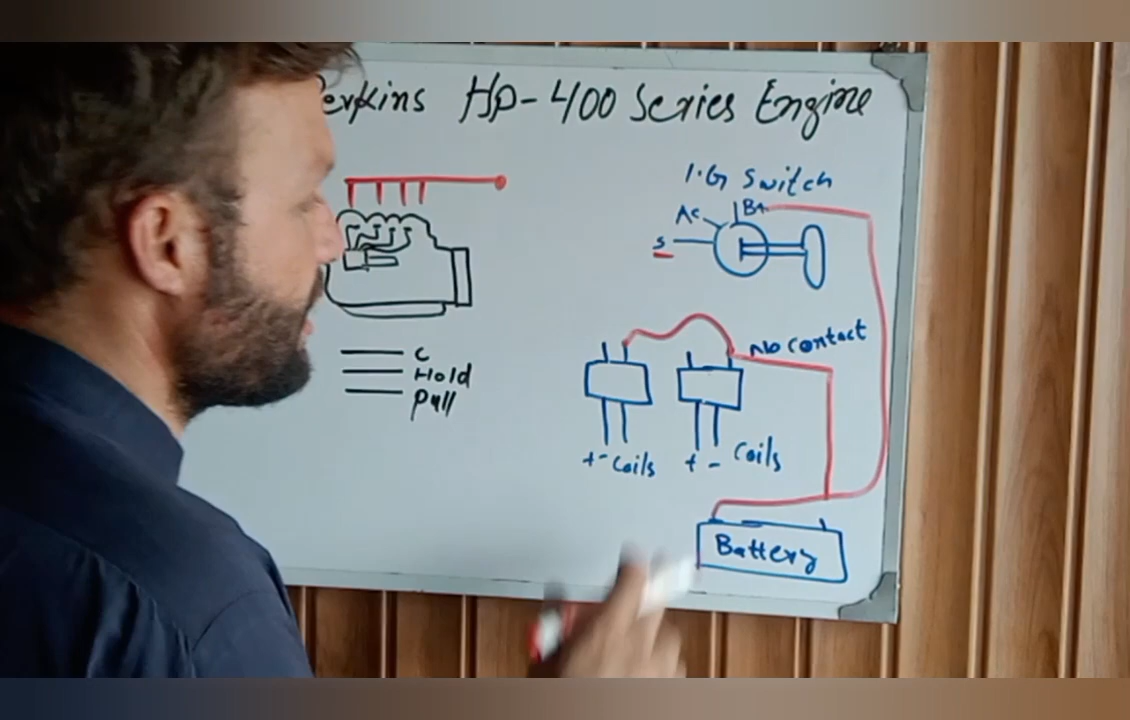 erkins HP-400 Series Engine
I.G Switch
Ac
B+
S
No contact
C
Hold
Pull
+ - Coils
+ - Coils
Battery